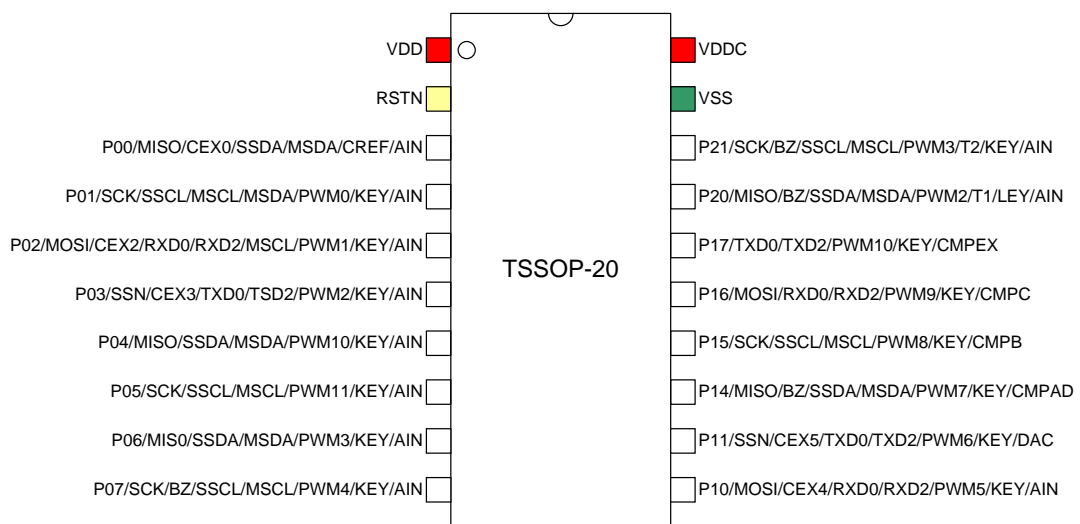 VDD
VDDC
RSTN
VSS
P00/MISO/CEX0/SSDA/MSDA/CREF/AIN
P21/SCK/BZ/SSCL/MSCL/PWM3/T2/KEY/AIN
P01/SCK/SSCL/MSCL/MSDA/PWM0/KEY/AIN
P20/MISO/BZ/SSDA/MSDA/PWM2/T1/LEY/AIN
P02/MOSI/CEX2/RXD0/RXD2/MSCL/PWM1/KEY/AIN
P17/TXD0/TXD2/PWM10/KEY/CMPEX
TSSOP-20
P03/SSN/CEX3/TXD0/TSD2/PWM2/KEY/AIN
P16/MOSI/RXD0/RXD2/PWM9/KEY/CMPC
P04/MISO/SSDA/MSDA/PWM10/KEY/AIN
P15/SCK/SSCL/MSCL/PWM8/KEY/CMPB
P05/SCK/SSCL/MSCL/PWM11/KEY/AIN
P14/MISO/BZ/SSDA/MSDA/PWM7/KEY/CMPAD
P06/MIS0/SSDA/MSDA/PWM3/KEY/AIN
P11/SSN/CEX5/TXD0/TXD2/PWM6/KEY/DAC
P07/SCK/BZ/SSCL/MSCL/PWM4/KEY/AIN
P10/MOSI/CEX4/RXD0/RXD2/PWM5/KEY/AIN